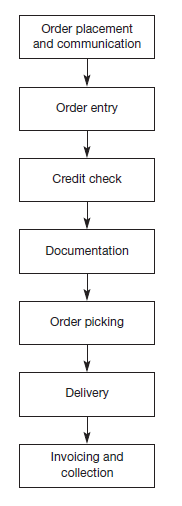 Order placement
and communication
Order entry
Credit check
Documentation
Order picking
Delivery
Invoicing and
collection